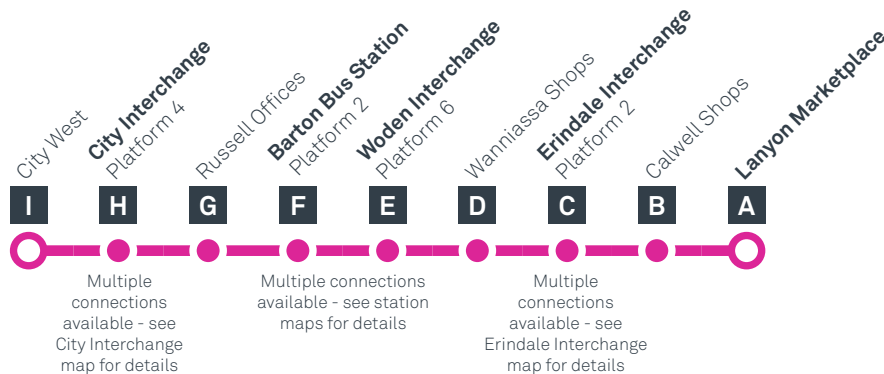 City West
City Interchange
Platform 4
Russell Offices
Barton Bus Station
Platform 2
Woden Interchange
Platform 6
Wanniassa Shops
Erindale Interchange
Platform 2
Calwell Shops
Lanyon Marketplace
I H G F E D C B A
Multiple
connections
available - see
City Interchange
map for details
Multiple connections
available - see station
maps for details
Multiple
connections
available - see
Erindale Interchange
map for details